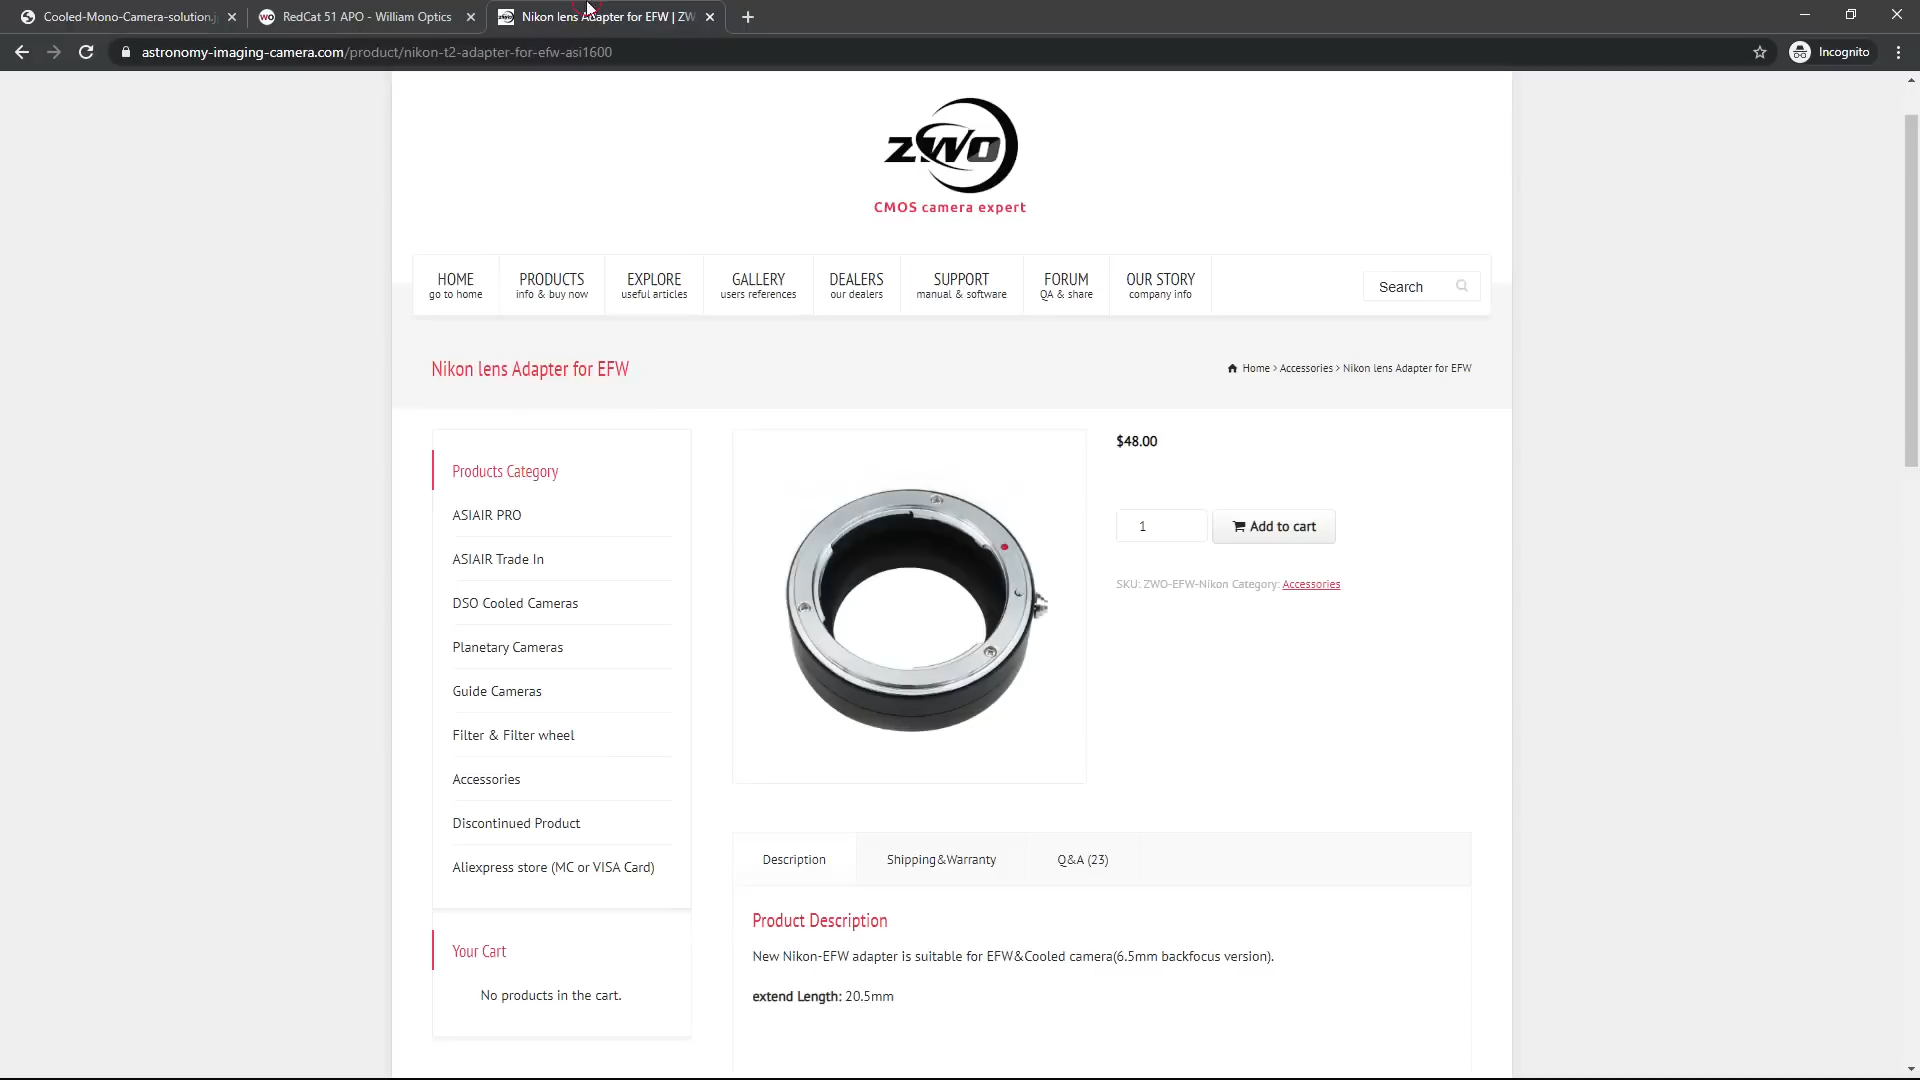 Cooled-Mono-Camera-solution.j
WO RedCat 51 APO - William Optics
Nikon lens Adapter for EFW | ZW
astronomy-imaging-camera.com/product/nikon-t2-adapter-for-efw-asi1600
Incognito
ZWO
CMOS camera expert
HOME PRODUCTS EXPLORE GALLERY DEALERS SUPPORT FORUM OUR STORY
go to home info & buy now useful articles users references our dealers manual & software QA & share company info
Search
Nikon lens Adapter for EFW
Home > Accessories > Nikon lens Adapter for EFW
Products Category
ASIAIR PRO
ASIAIR Trade In
DSO Cooled Cameras
Planetary Cameras
Guide Cameras
Filter & Filter wheel
Accessories
Discontinued Product
Aliexpress store (MC or VISA Card)
Your Cart
No products in the cart.
$48.00
1 Add to cart
SKU: ZWO-EFW-Nikon Category: Accessories
Description Shipping&Warranty Q&A (23)
Product Description
New Nikon-EFW adapter is suitable for EFW&Cooled camera(6.5mm backfocus version).
extend Length: 20.5mm